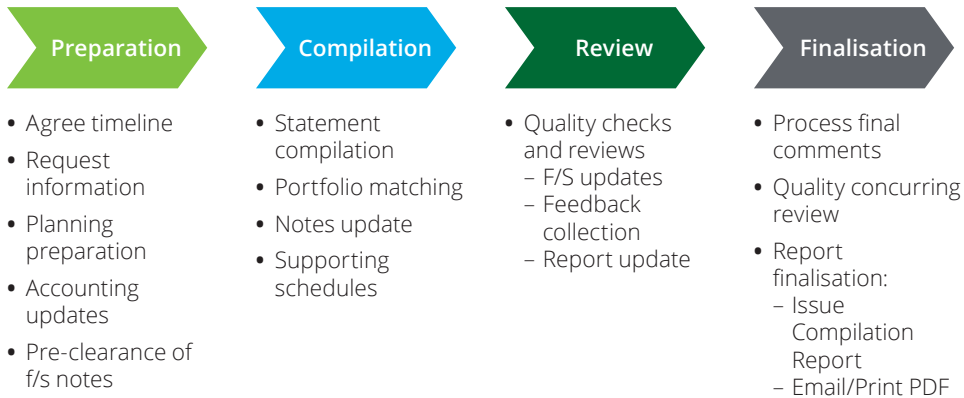 Preparation
• Agree timeline
• Request
information
• Planning
preparation
• Accounting
updates
• Pre-clearance of
f/s notes
Compilation
• Statement
compilation
• Portfolio matching
• Notes update
• Supporting
schedules
Review
• Quality checks
and reviews
– F/S updates
– Feedback
collection
– Report update
Finalisation
• Process final
comments
• Quality concurring
review
• Report
finalisation:
– Issue
Compilation
Report
– Email/Print PDF